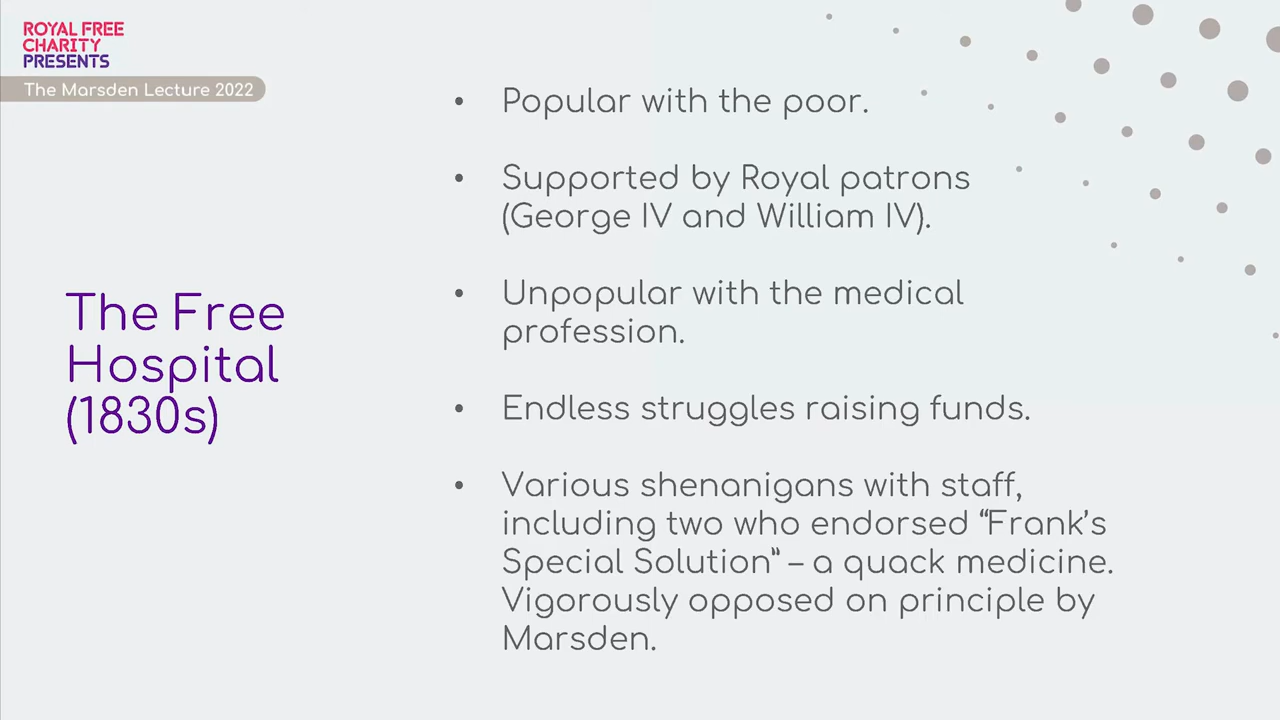 ROYAL FREE
CHARITY
PRESENTS
The Marsden Lecture 2022
The Free
Hospital
(1830s)
• Popular with the poor.
• Supported by Royal patrons
(George IV and William IV).
• Unpopular with the medical
profession.
• Endless struggles raising funds.
• Various shenanigans with staff,
including two who endorsed “Frank’s
Special Solution” – a quack medicine.
Vigorously opposed on principle by
Marsden.